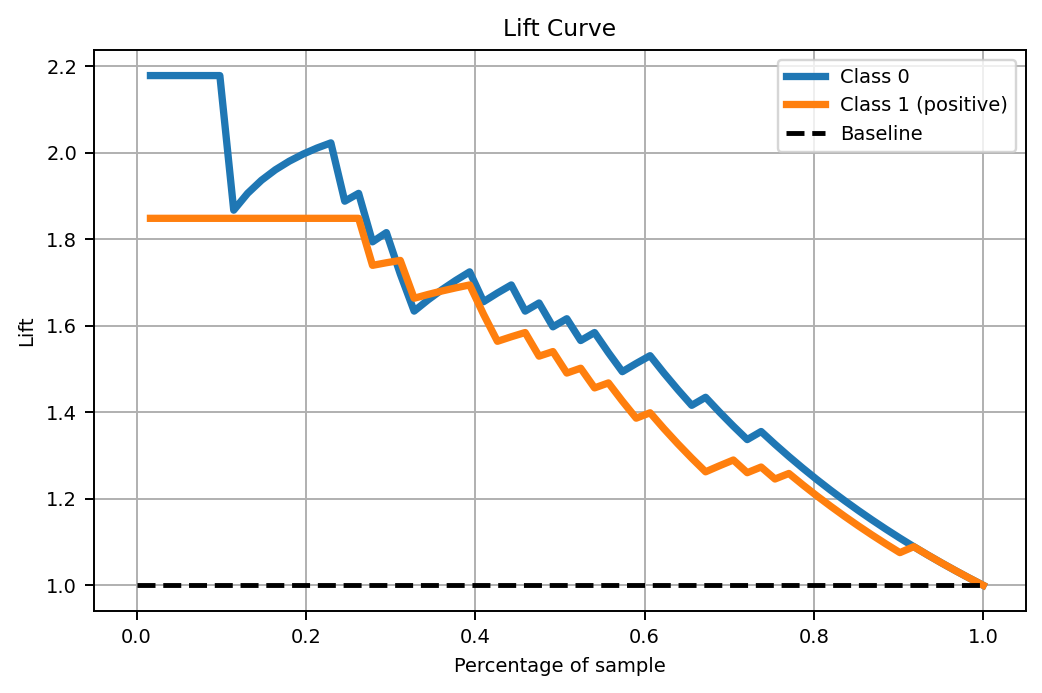 Lift Curve
Lift
2.2
2.0
1.8
1.6
1.4
1.2
1.0
Class 0
Class 1 (positive)
Baseline
0.0 0.2 0.4 0.6 0.8 1.0
Percentage of sample